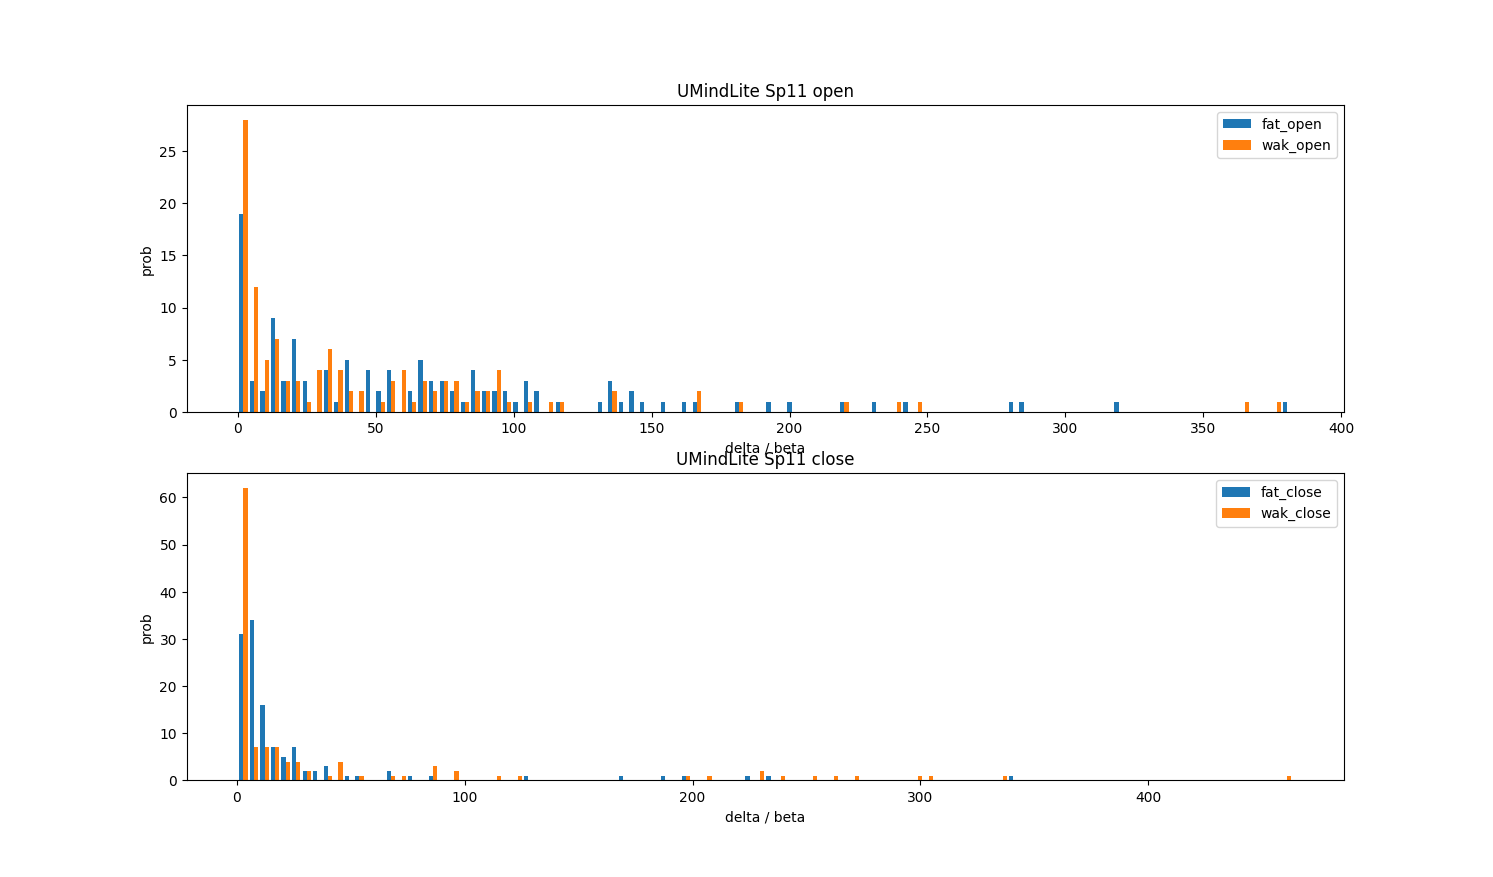 UMindLite Sp11 open
fat_open
wak_open
prob
25
20
15
10
5
0
0 50 100 150 200 250 300 350 400
delta / beta
UMindLite Sp11 close
fat_close
wak_close
prob
60
50
40
30
20
10
0
0 100 200 300 400
delta / beta